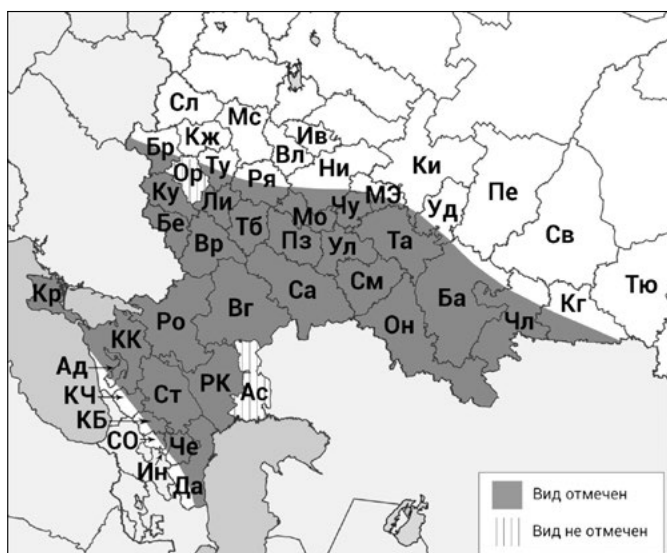 Сл
Мс
Кж
Ив
Вл
Бр
Ту
Ни
Ки
Ор
Ря
Пе
МЭ
Уд
Св
Ку
Ли
Мо
Чу
Тб
Пз
Ул
Та
Бе
Вр
Тю
Кг
Кр
Ро
Вг
Са
См
Ба
Он
Чл
КК
Ад
РК
Ас
Ст
КЧ
КБ
СО
Че
Ин
Да
Вид отмечен
Вид не отмечен